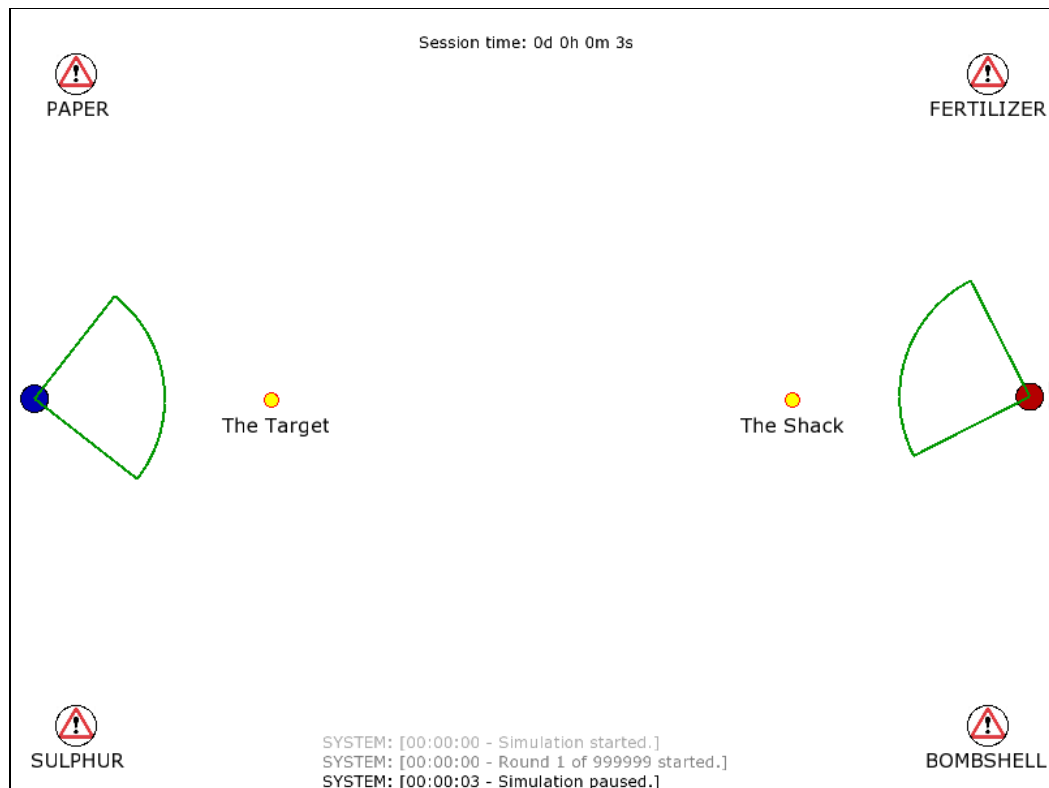 Session time: 0d 0h 0m 3s
PAPER
FERTILIZER
The Target
The Shack
SULPHUR
BOMBSHELL
SYSTEM: [00:00:00 - Simulation started.]
SYSTEM: [00:00:00 - Round 1 of 999999 started.]
SYSTEM: [00:00:03 - Simulation paused.]